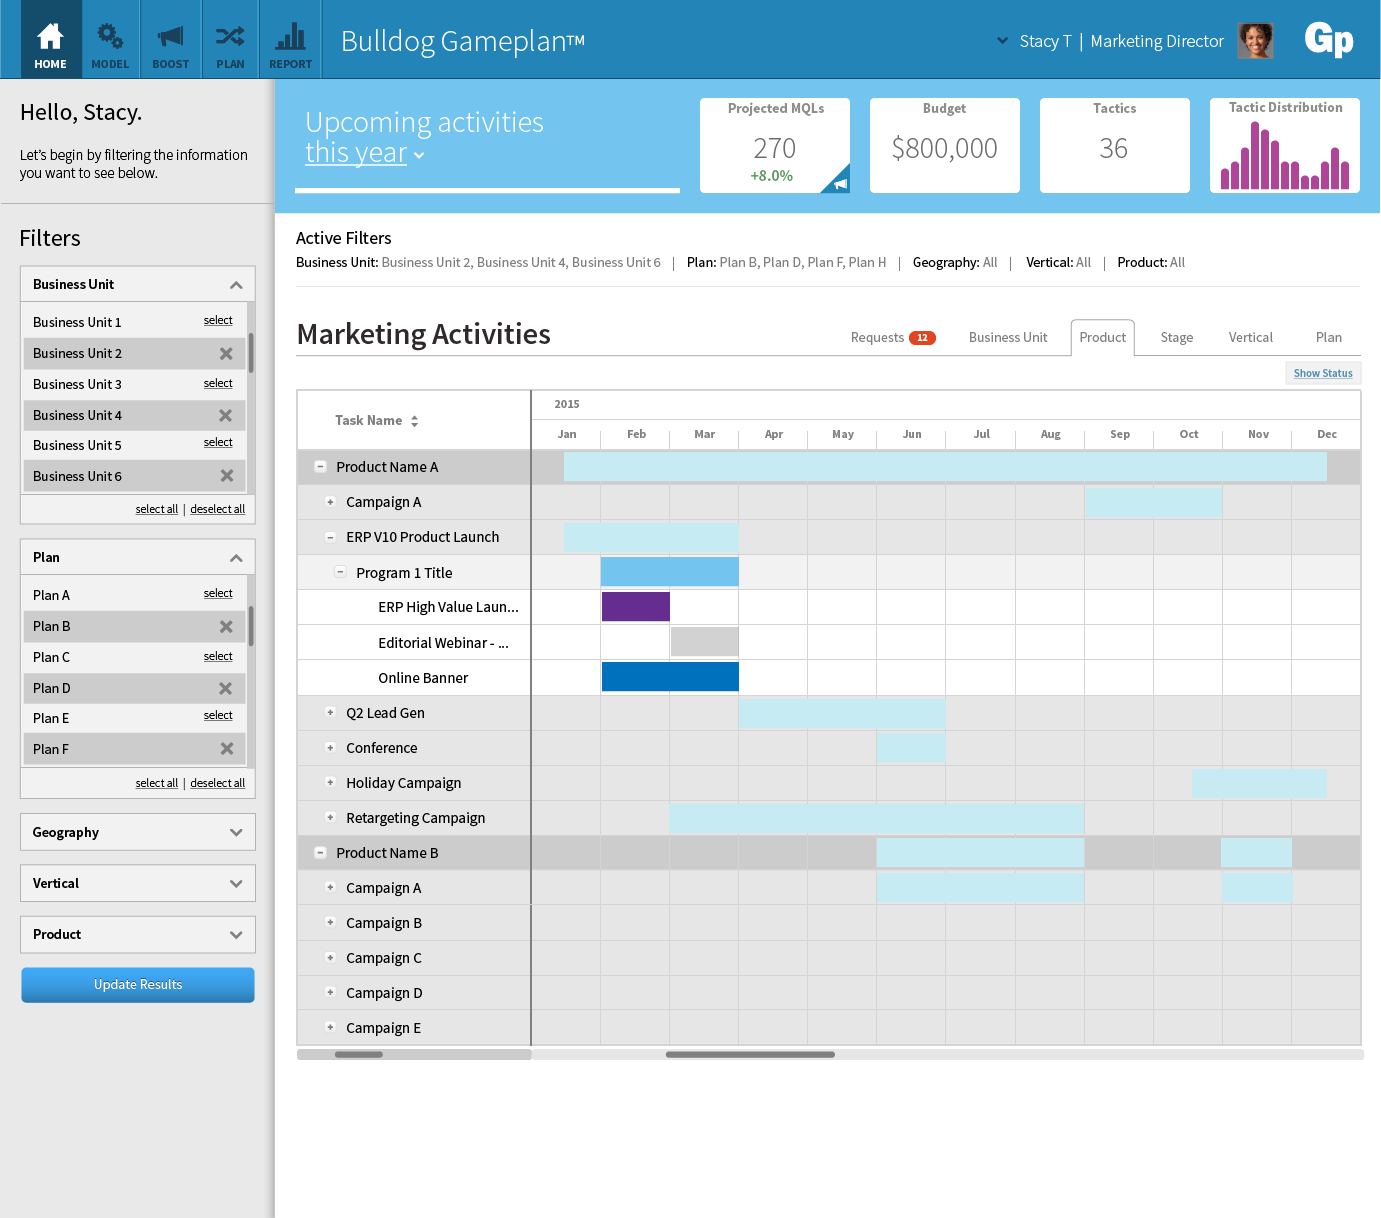 HOME MODEL BOOST PLAN REPORT
Bulldog Gameplan™
Stacy T | Marketing Director
Gp
Hello, Stacy.
Let's begin by filtering the information
you want to see below.
Filters
Business Unit
Business Unit 1 select
Business Unit 2
Business Unit 3 select
Business Unit 4
Business Unit 5 select
Business Unit 6
select all | deselect all
Plan
Plan A select
Plan B
Plan C select
Plan D
Plan E select
Plan F
select all | deselect all
Geography
Vertical
Product
Update Results
Upcoming activities
this year
Projected MQLs
270
+8.0%
Budget
$800,000
Tactics
36
Tactic Distribution
Active Filters
Business Unit: Business Unit 2, Business Unit 4, Business Unit 6 | Plan: Plan B, Plan D, Plan F, Plan H | Geography: All | Vertical: All | Product: All
Marketing Activities
Requests 12 Business Unit Product Stage Vertical Plan
Show Status
Task Name
2015
Jan Feb Mar Apr May Jun Jul Aug Sep Oct Nov Dec
Product Name A
Campaign A
ERP V10 Product Launch
Program 1 Title
ERP High Value Laun...
Editorial Webinar - ...
Online Banner
Q2 Lead Gen
Conference
Holiday Campaign
Retargeting Campaign
Product Name B
Campaign A
Campaign B
Campaign C
Campaign D
Campaign E